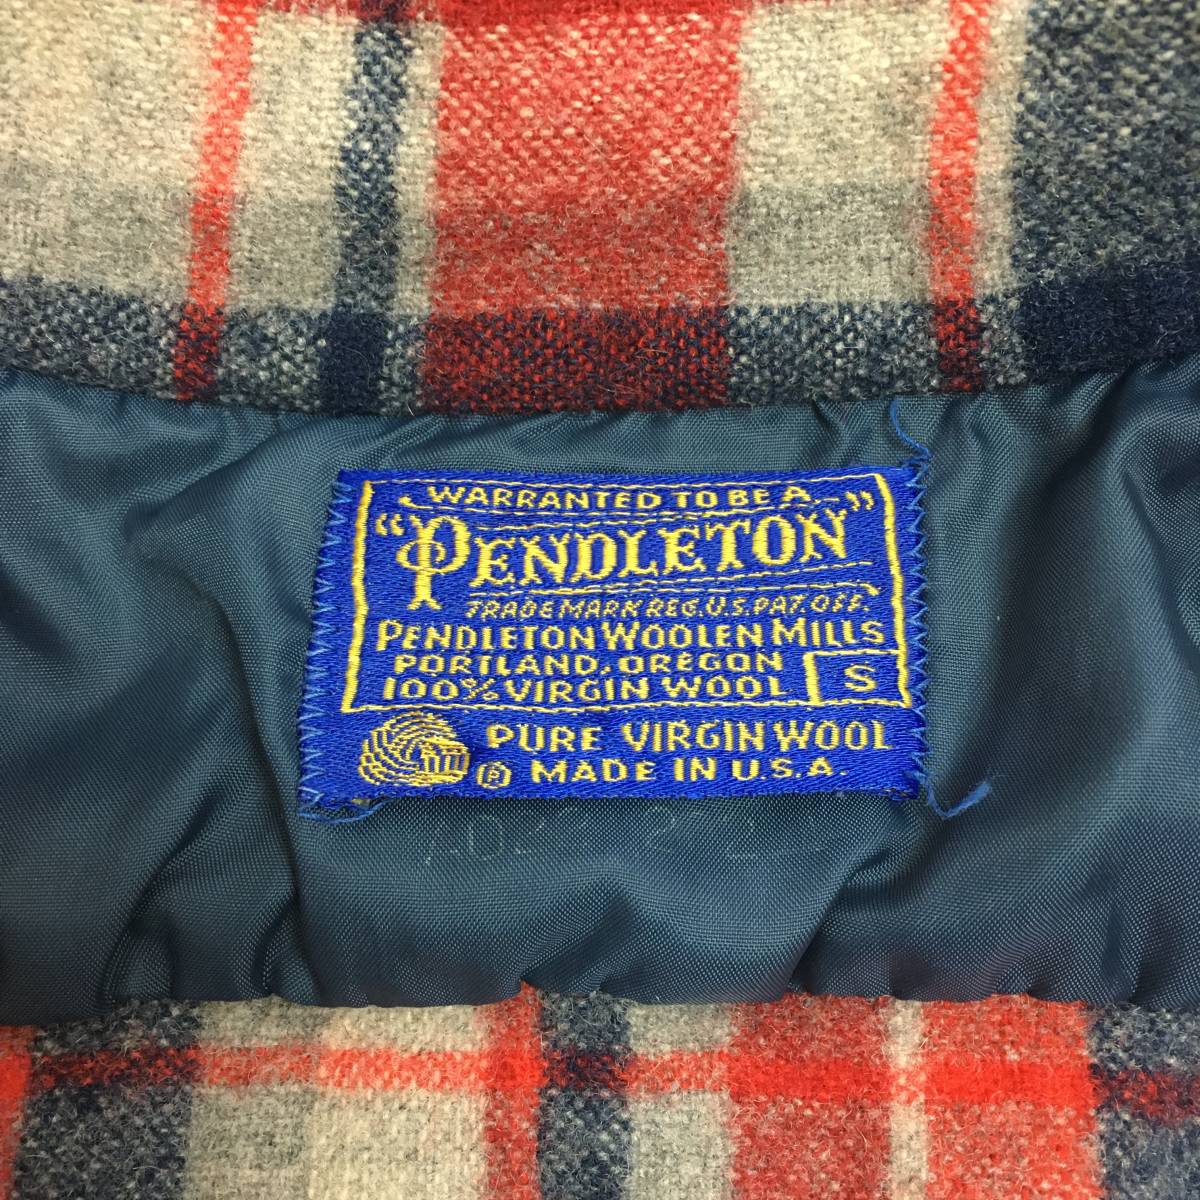 WARRANTED TO BE A
"PENDLETON"
TRADE MARK REG. U.S. PAT. OFF.
PENDLETON WOOLEN MILLS
PORTLAND, OREGON
100% VIRGIN WOOL
S
PURE VIRGIN WOOL
Ⓟ MADE IN U.S.A.